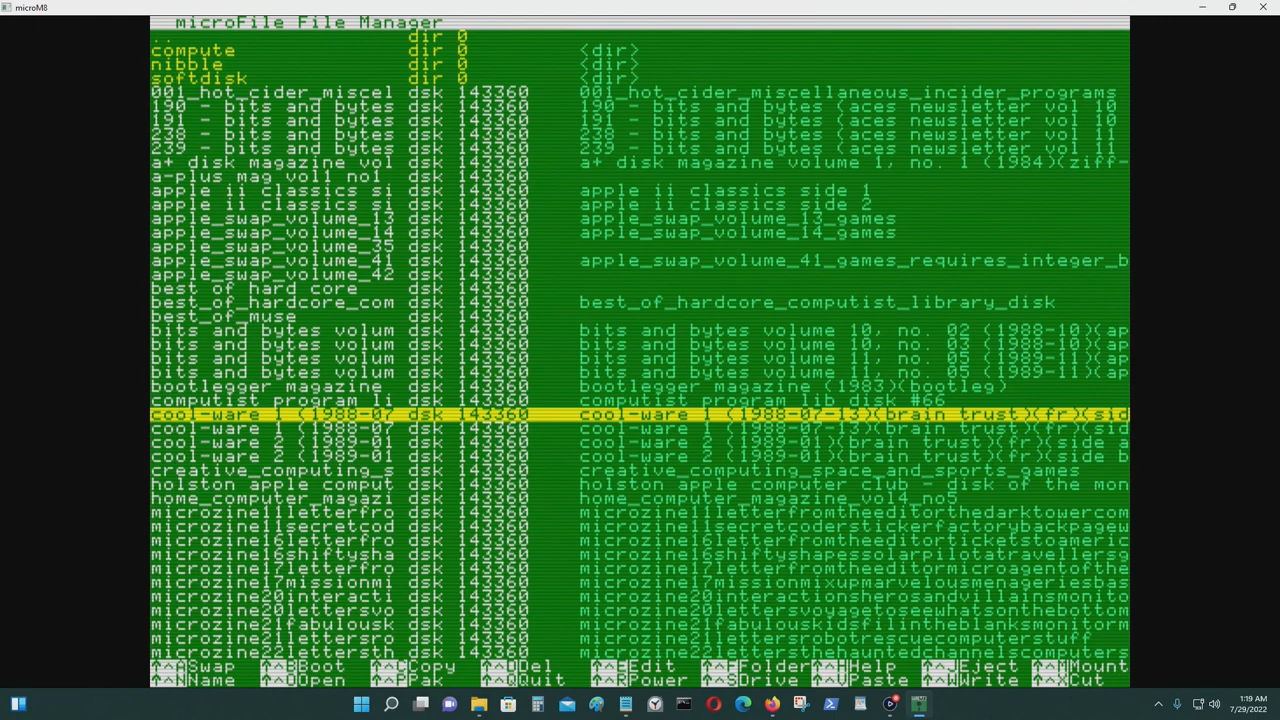 microM8
microFile File Manager
.. dir 0
compute dir 0 <dir>
nibble dir 0 <dir>
softdisk dir 0 <dir>
001_hot_cider_miscel dsk 143360 001_hot_cider_miscellaneous_incider_programs
190 - bits and bytes dsk 143360 190 - bits and bytes (aces newsletter vol 10
191 - bits and bytes dsk 143360 191 - bits and bytes (aces newsletter vol 10
238 - bits and bytes dsk 143360 238 - bits and bytes (aces newsletter vol 11
239 - bits and bytes dsk 143360 239 - bits and bytes (aces newsletter vol 11
a+ disk magazine vol dsk 143360 a+ disk magazine volume 1, no. 1 (1984)(ziff-
a-plus mag vol1 no1 dsk 143360
apple ii classics si dsk 143360 apple ii classics side 1
apple ii classics si dsk 143360 apple ii classics side 2
apple_swap_volume_13 dsk 143360 apple_swap_volume_13_games
apple_swap_volume_14 dsk 143360 apple_swap_volume_14_games
apple_swap_volume_35 dsk 143360
apple_swap_volume_41 dsk 143360 apple_swap_volume_41_games_requires_integer_b
apple_swap_volume_42 dsk 143360
best_of_hard_core dsk 143360
best_of_hardcore_com dsk 143360 best_of_hardcore_computist_library_disk
best_of_muse dsk 143360
bits and bytes volum dsk 143360 bits and bytes volume 10, no. 02 (1988-10)(ap
bits and bytes volum dsk 143360 bits and bytes volume 10, no. 03 (1988-11)(ap
bits and bytes volum dsk 143360 bits and bytes volume 11, no. 03 (1989-11)(ap
bits and bytes volum dsk 143360 bits and bytes volume 11, no. 05 (1989-11)(ap
bootlegger magazine dsk 143360 bootlegger magazine (1983)(bootleg)
computist program li dsk 143360 computist program lib disk #66
cool-ware 1 (1988-07 dsk 143360 cool-ware 1 (1988-07-13)(brain trust)(fr)(sid
cool-ware 1 (1988-07 dsk 143360 cool-ware 1 (1988-07-13)(brain trust)(fr)(sid
cool-ware 2 (1989-01 dsk 143360 cool-ware 2 (1989-01)(brain trust)(fr)(side a
cool-ware 2 (1989-01 dsk 143360 cool-ware 2 (1989-01)(brain trust)(fr)(side b
creative_computing_s dsk 143360 creative_computing_space_and_sports_games
holston apple comput dsk 143360 holston apple computer club - disk of the mon
home_computer_magazi dsk 143360 home_computer_magazine_vol4_no5
microzine11letterfro dsk 143360 microzine11letterfromtheeditorthedarktowercom
microzine11secretcod dsk 143360 microzine11secretcoderstickerfactorybackpagew
microzine16letterfro dsk 143360 microzine16letterfromtheeditorticketstoameric
microzine16shiftysha dsk 143360 microzine16shiftyshapessolarpilotatravellersg
microzine17letterfro dsk 143360 microzine17letterfromtheeditormicroagentofthe
microzine17missionmi dsk 143360 microzine17missionmixupmarvelousmenageriesbas
microzine20interacti dsk 143360 microzine20interactionsherosandvillainsmonito
microzine20lettersvo dsk 143360 microzine20lettersvoyagetoseewhatsonthebottom
microzine21fabulousk dsk 143360 microzine21fabulouskidsfillintheblanksmonitorm
microzine21lettersro dsk 143360 microzine21lettersrobotrescuecomputerstuff
microzine22lettersth dsk 143360 microzine22lettersthehauntedchannelscomputers
^A Swap ^B Boot ^C Copy ^D Del ^E Edit ^F Folder ^H Help ^J Eject Mount
^N Name ^O Open ^P Pak ^Q Quit ^R Power ^S Drive ^V Paste ^W Write ^X Cut
1:19 AM
7/29/2022